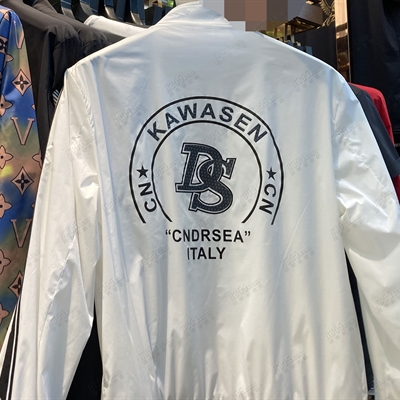 KAWASEN
CN★ ★CN
DS
"CNDRSEA"
ITALY